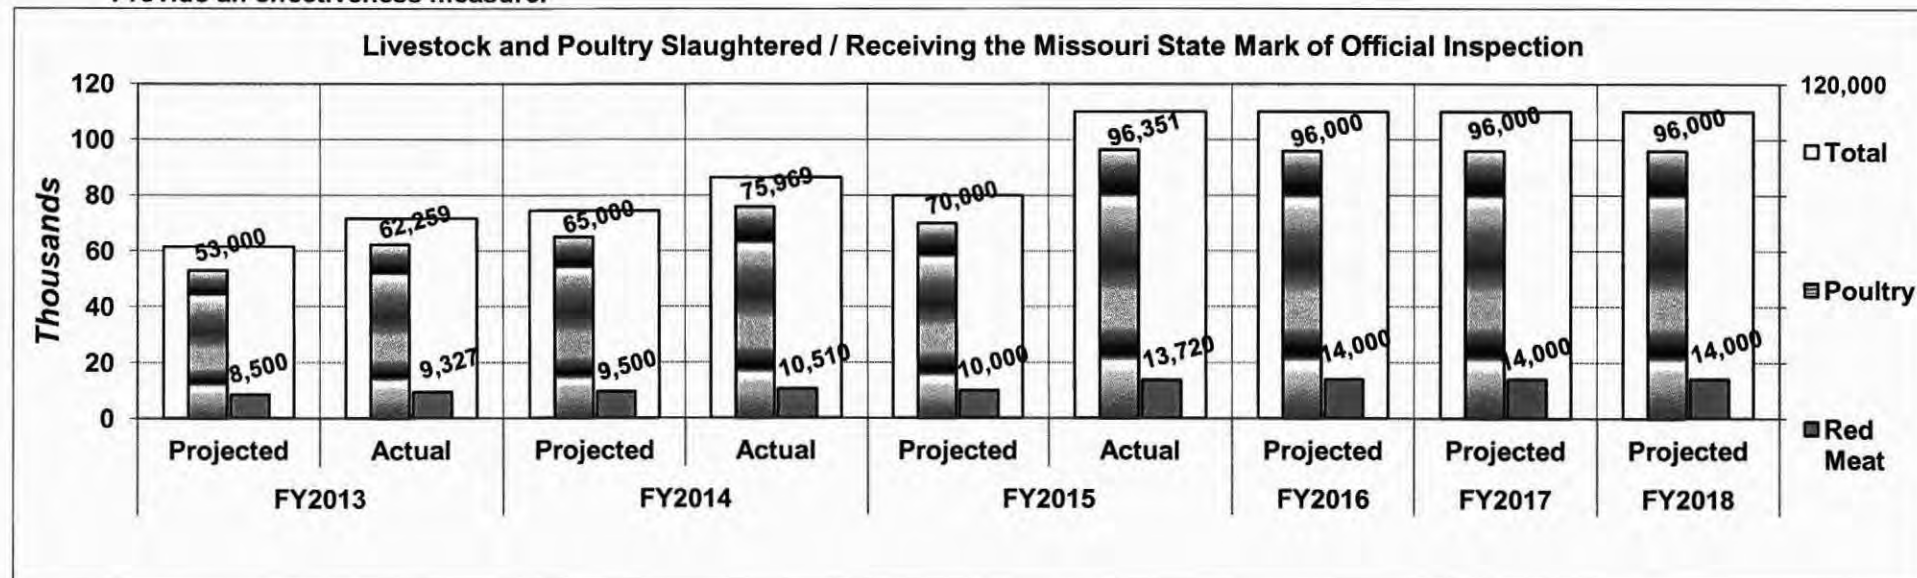 Provide an effectiveness measure.
Livestock and Poultry Slaughtered / Receiving the Missouri State Mark of Official Inspection
Thousands
120
100
80
60
40
20
0
53,000
8,500
62,259
9,327
65,000
9,500
75,969
10,510
70,000
10,000
96,351
13,720
96,000
14,000
96,000
14,000
96,000
14,000
120,000
Total
Poultry
Red
Meat
Projected Actual Projected Actual Projected Actual Projected Projected Projected
FY2013 FY2014 FY2015 FY2016 FY2017 FY2018